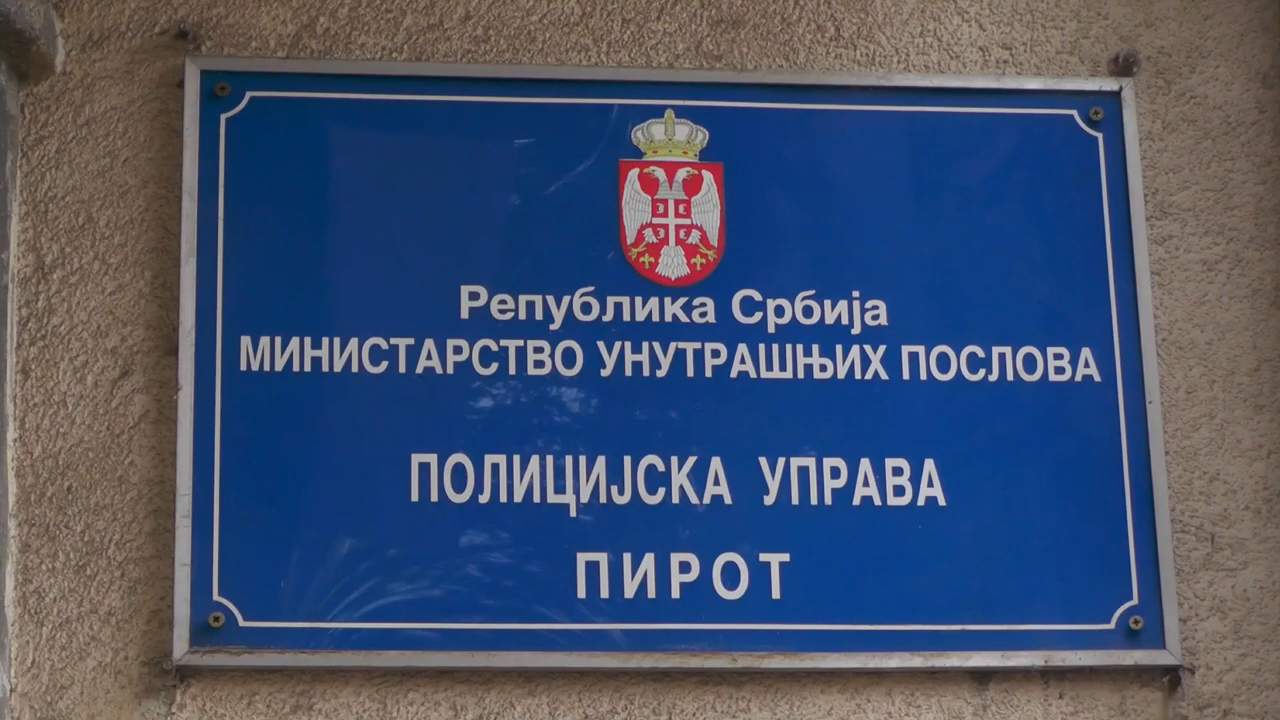 Република Србија
МИНИСТАРСТВО УНУТРАШЊИХ ПОСЛОВА
ПОЛИЦИЈСКА УПРАВА
ПИРОТ